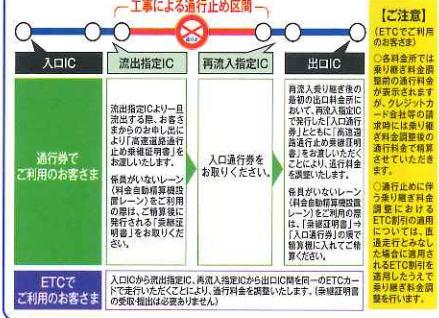 工事による通行止め区間
入口IC
流出指定IC
再流入指定IC
出口IC
通行券で
ご利用のお客さま
流出指定ICより一旦
流出する際、お客さ
まからのお申し出に
より「高速道路通行
止め乗継証明書」を
お渡しいたします。
係員がいないレーン
(料金自動精算機設
置レーン)をご利用
の際は、ご精算後に
発行される「乗継証
明書」をお取りくだ
さい。
入口通行券を
お取りください。
再流入乗り継ぎ後の
最初の出口料金所に
おいて、再流入指定IC
で発行した「入口通行
券」とともに「高速道
路通行止め乗継証明
書」をお渡しいただく
ことにより、通行料金
を調整いたします。
係員がいないレーン
(料金自動精算機設置
レーン)をご利用の際
は、「乗継証明書」⇒
「入口通行券」の順で
精算機に入れてご精
算ください。
ETCで
ご利用のお客さま
入口ICから流出指定IC、再流入指定ICから出口IC間を同一のETCカー
ドで走行いただくことにより、通行料金を調整いたします。(乗継証明書
の受取・提出は必要ありません)
【ご注意】
(ETCでご利用
のお客さま)
○各料金所では
乗り継ぎ料金調
整前の通行料金
が表示されます
が、クレジットカ
ード会社等の請
求時には乗り継
ぎ料金調整後の
通行料金で精算
させていただき
ます。
○通行止めに伴
う乗り継ぎ料金
調整における
ETC割引の適用
については、直
通走行とみなし
た場合に適用さ
れるETC割引を
適用したうえで
乗り継ぎ料金調
整を行います。